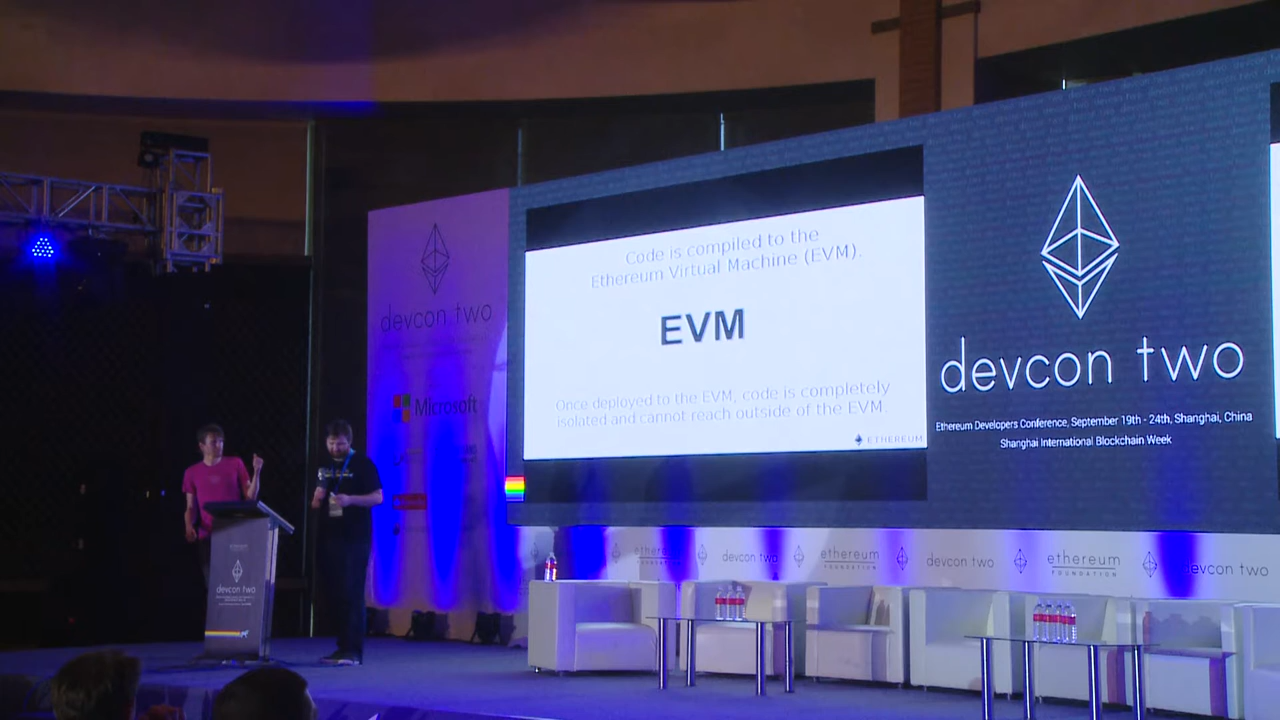 Code is compiled to the
Ethereum Virtual Machine (EVM).
EVM
Once deployed to the EVM, code is completely
isolated and cannot reach outside of the EVM.
ETHEREUM
devcon two
Ethereum Developers Conference, September 19th - 24th, Shanghai, China
Shanghai International Blockchain Week
devcon two
Microsoft
devcon two
devcon two
ethereum
FOUNDATION
devcon two
ethereum
FOUNDATION
devcon two